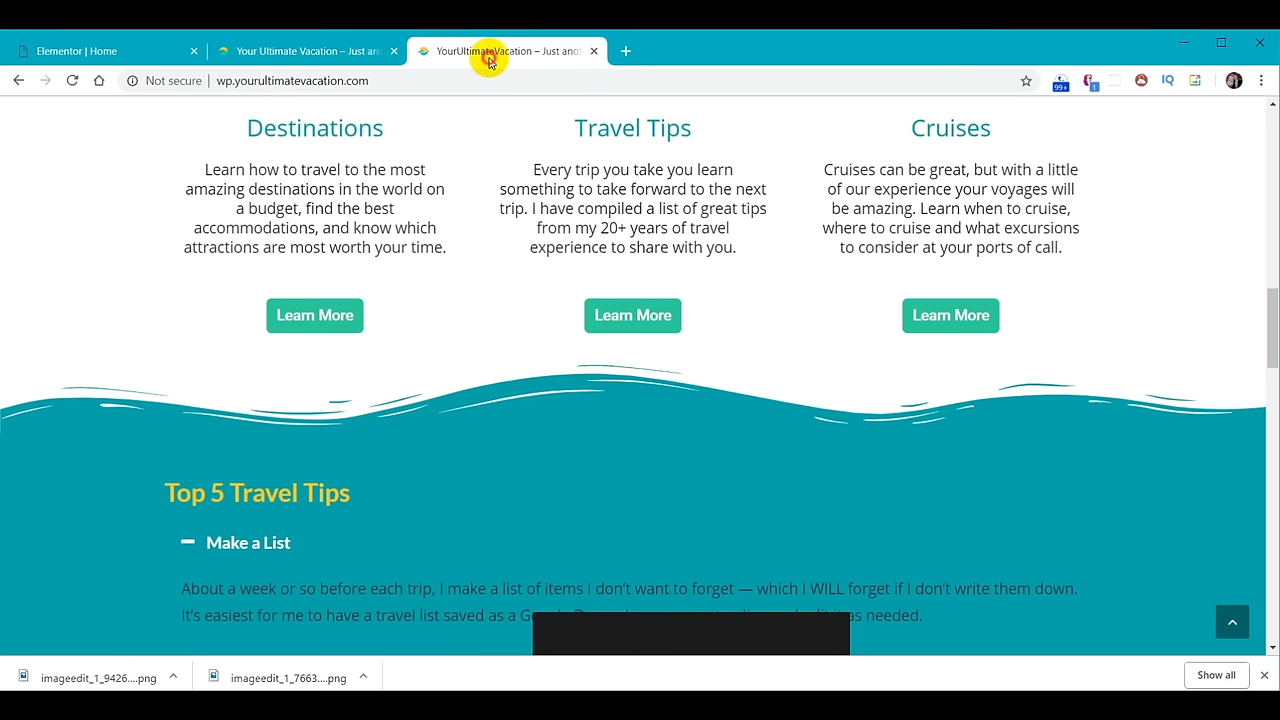 Elementor | Home
Your Ultimate Vacation – Just an
YourUltimateVacation – Just anot
Not secure | wp.yourultimatevacation.com
99+
1
IQ
Destinations
Learn how to travel to the most
amazing destinations in the world on
a budget, find the best
accommodations, and know which
attractions are most worth your time.
Learn More
Travel Tips
Every trip you take you learn
something to take forward to the next
trip. I have compiled a list of great tips
from my 20+ years of travel
experience to share with you.
Learn More
Cruises
Cruises can be great, but with a little
of our experience your voyages will
be amazing. Learn when to cruise,
where to cruise and what excursions
to consider at your ports of call.
Learn More
Top 5 Travel Tips
Make a List
About a week or so before each trip, I make a list of items I don't want to forget — which I WILL forget if I don't write them down.
It's easiest for me to have a travel list saved as a as needed.
imageedit_1_9426....png
imageedit_1_7663....png
Show all